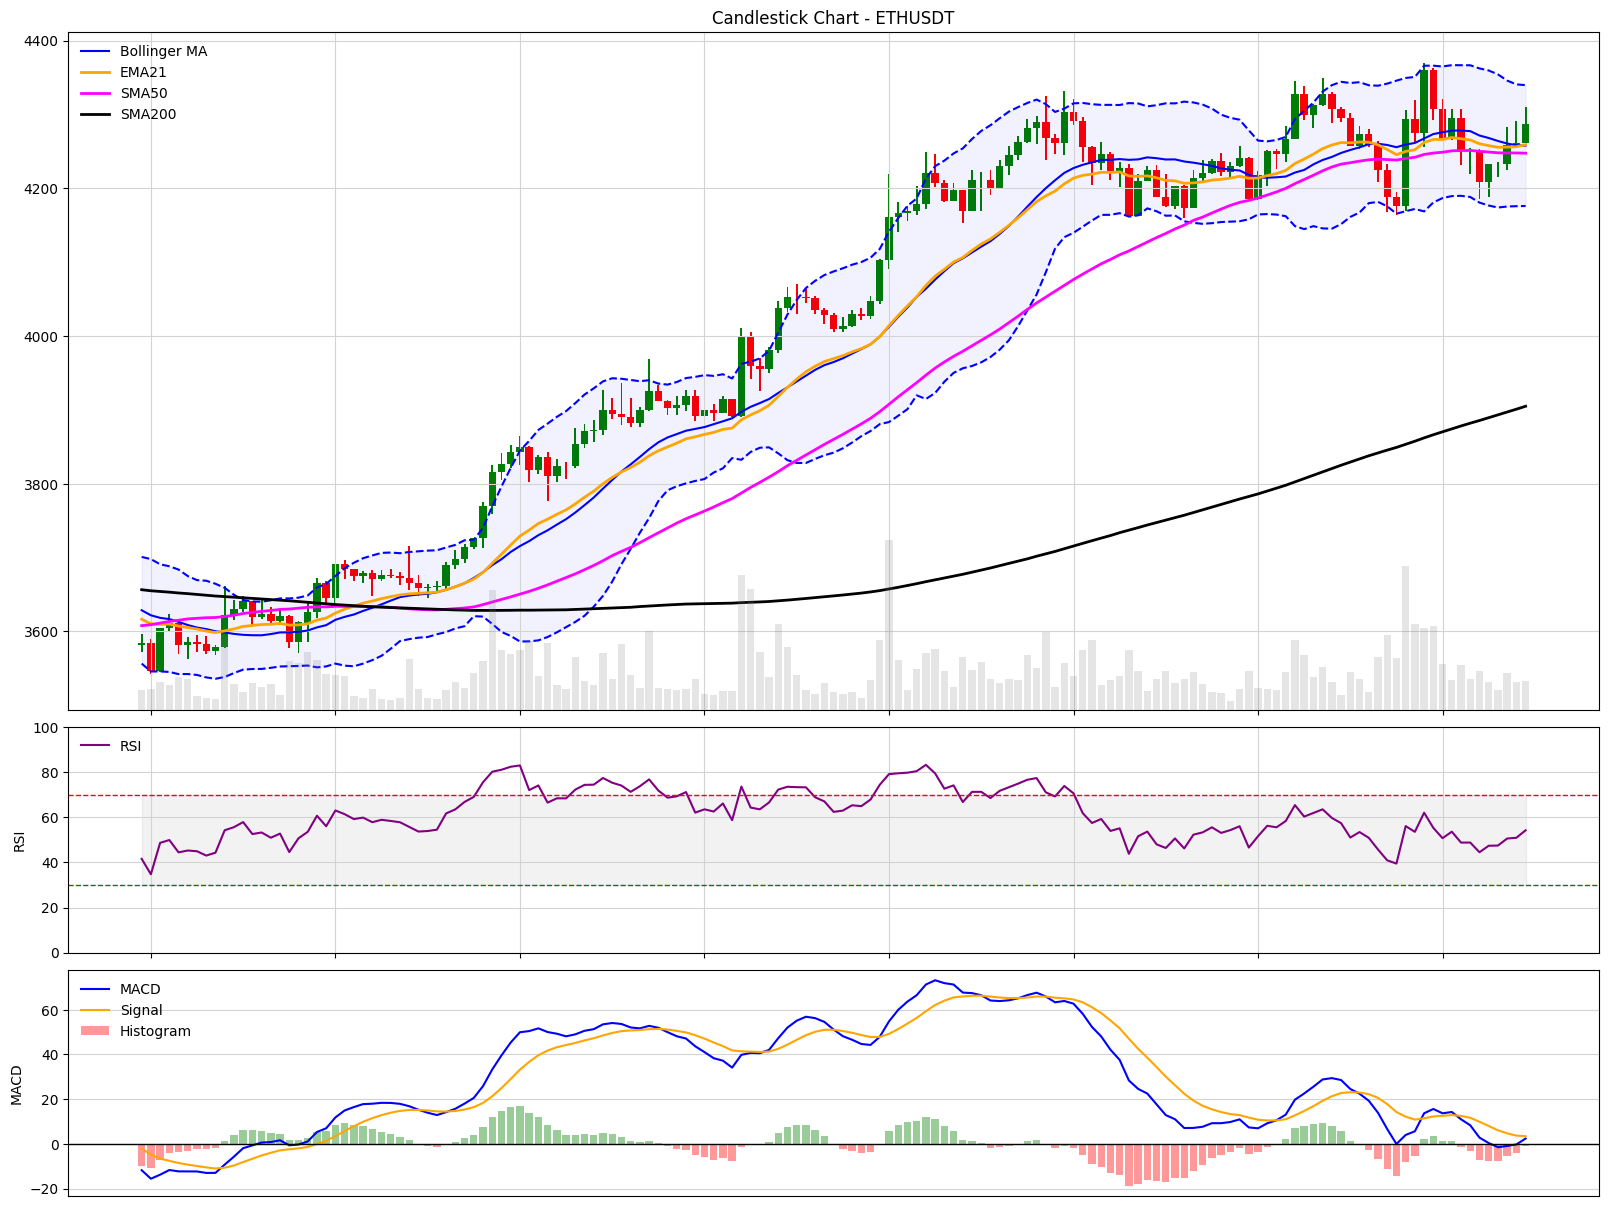 Candlestick Chart - ETHUSDT
4400
4200
4000
3800
3600
Bollinger MA
EMA21
SMA50
SMA200
100
80
60
40
20
0
RSI
RSI
60
40
20
0
−20
MACD
MACD
Signal
Histogram